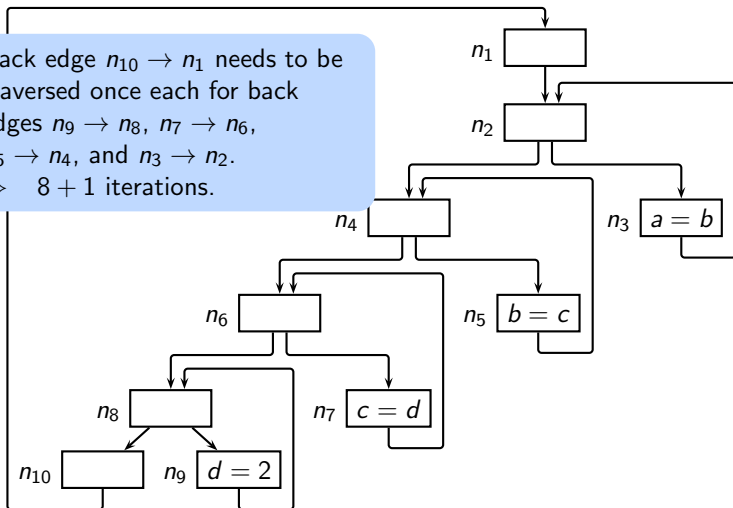 ack edge n₁₀ → n₁ needs to be
aversed once each for back
dges n₉ → n₈, n₇ → n₆,
₅ → n₄, and n₃ → n₂.
8 + 1 iterations.
n₁
n₂
n₄
n₃ a = b
n₆
n₅ b = c
n₈
n₇ c = d
n₁₀
n₉ d = 2